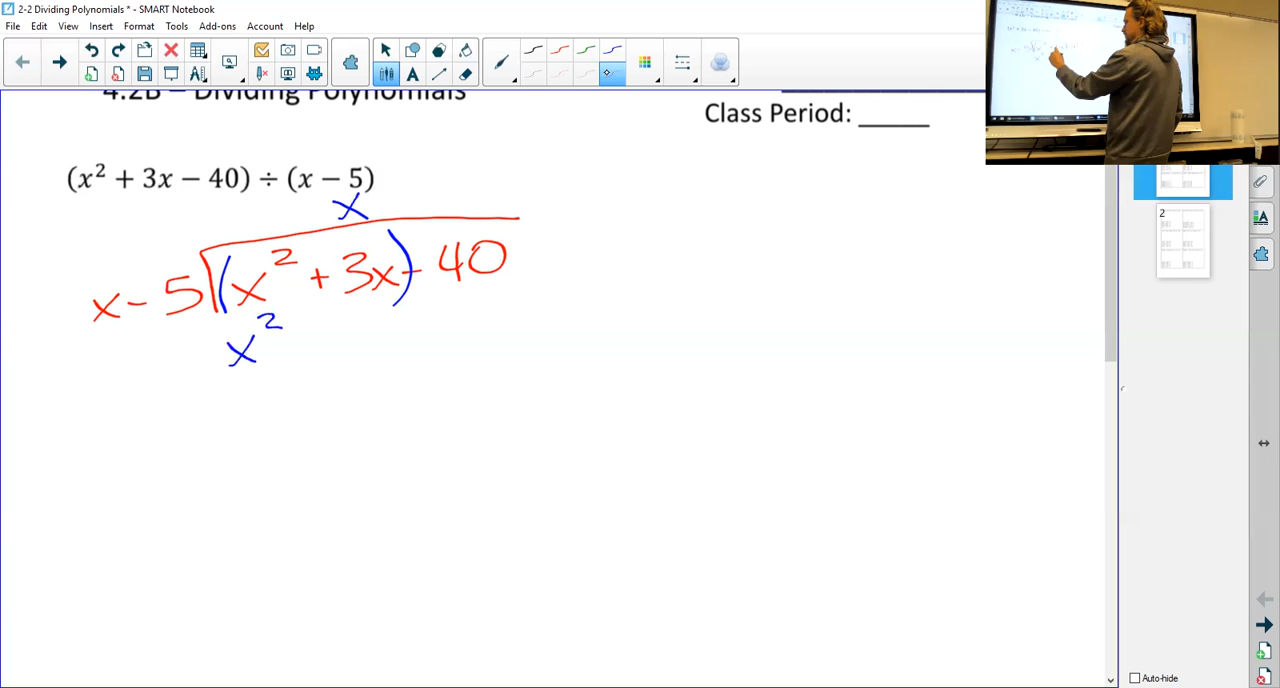 2-2 Dividing Polynomials * - SMART Notebook
File Edit View Insert Format Tools Add-ons Account Help
4.2B – Dividing Polynomials
Class Period: _____
(x² + 3x − 40) ÷ (x − 5)
x
x - 5 (x² + 3x) - 40
x²
2
Auto-hide